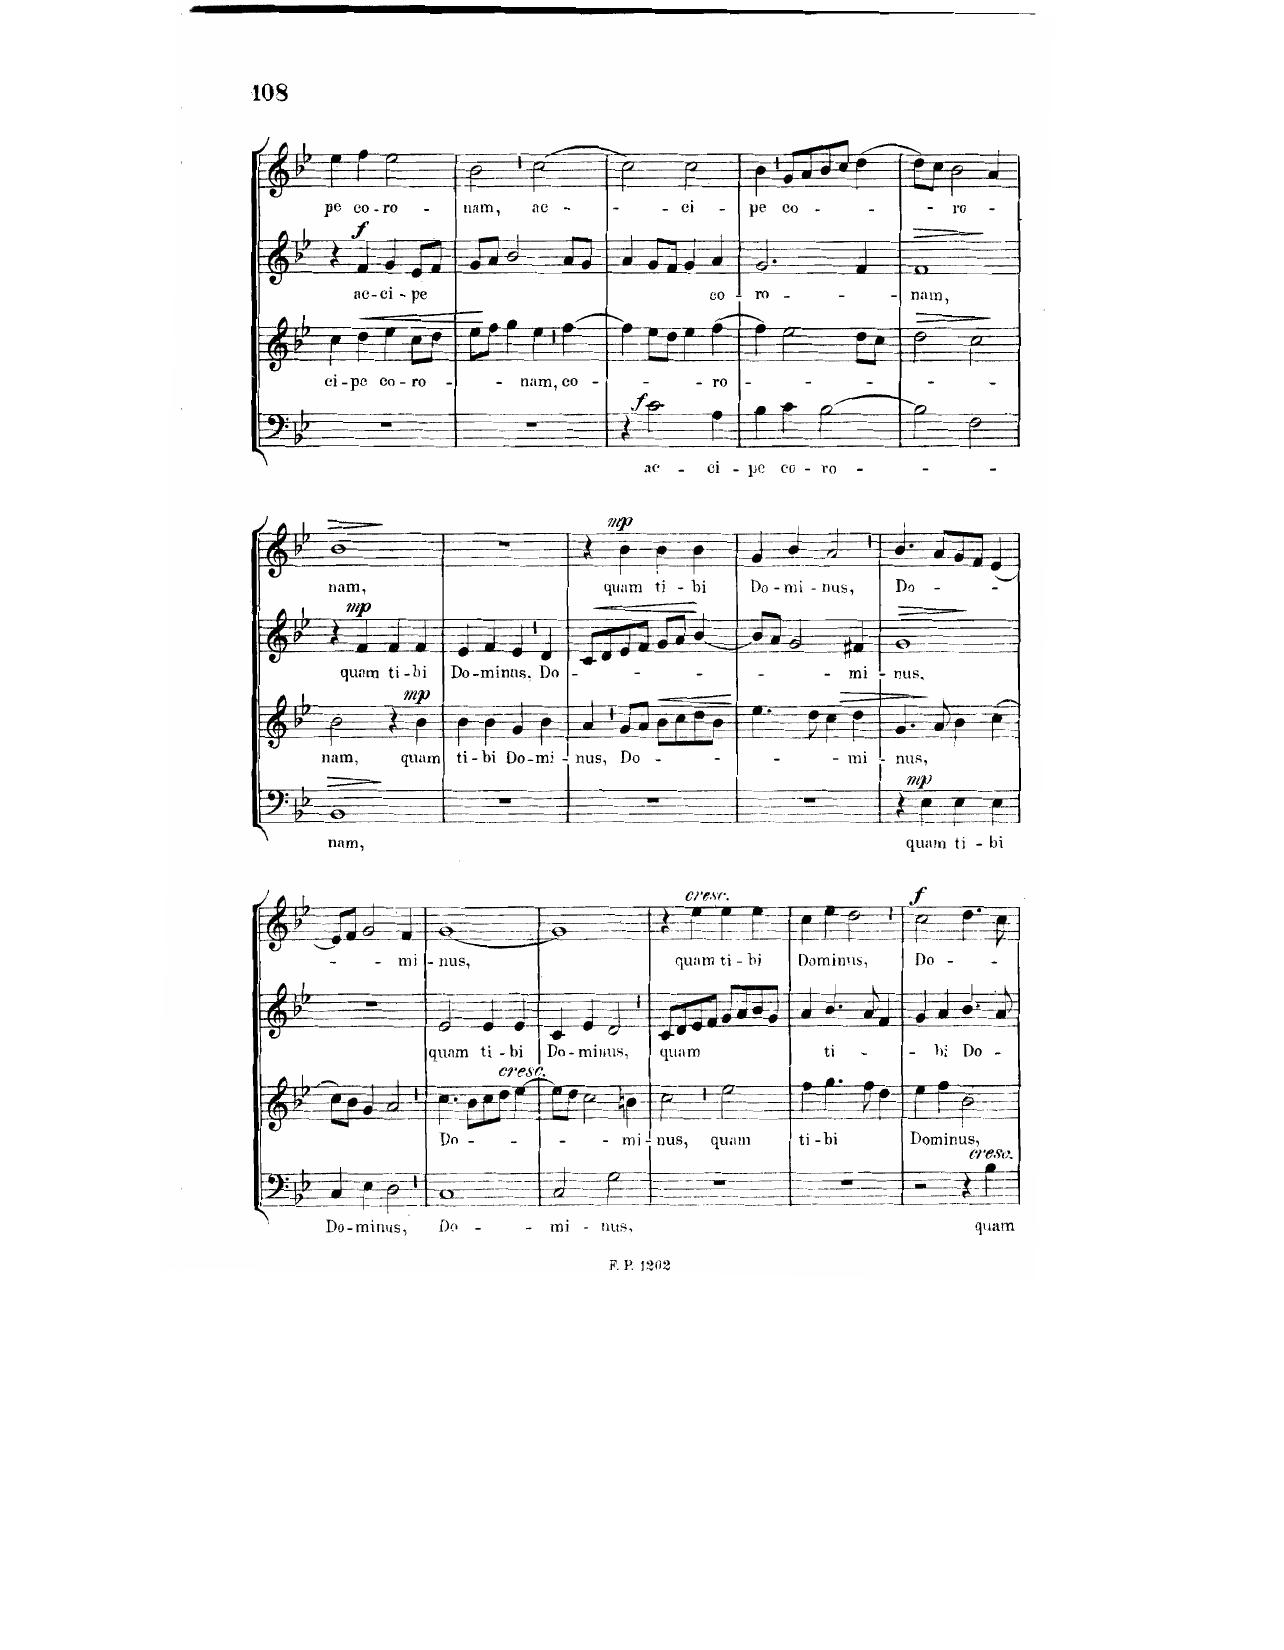 108
pe co - ro - nam, ac - - - ci - pe co - - - - ro -
f
ac - ci - pe co - ro - - - nam,
ci - pe co - ro - - nam, co - - - - ro - - - - - -
f
ac - ci - pe co - ro - - - -
mp
nam, quam ti - bi Do - mi - nus, Do - - -
mp
quam ti - bi Do - minus, Do - - - - - - - mi - nus,
mp
nam, quam ti - bi Do - mi - nus, Do - - - - - mi - nus,
mp
nam, quam ti - bi
cresc. f
- - mi - nus, quam ti - bi Dominus, Do - -
quam ti - bi Do - minus, quam ti - - bi Do -
cresc.
Do - - - - mi - nus, quam ti - bi Dominus,
cresc.
Do - minus, Do - - mi - nus, quam
F. P. 1202